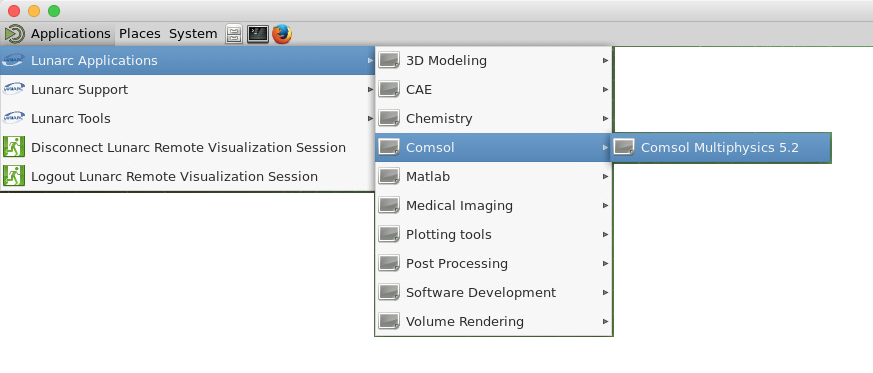 Applications Places System
Lunarc Applications
Lunarc Support
Lunarc Tools
Disconnect Lunarc Remote Visualization Session
Logout Lunarc Remote Visualization Session
3D Modeling
CAE
Chemistry
Comsol
Matlab
Medical Imaging
Plotting tools
Post Processing
Software Development
Volume Rendering
Comsol Multiphysics 5.2